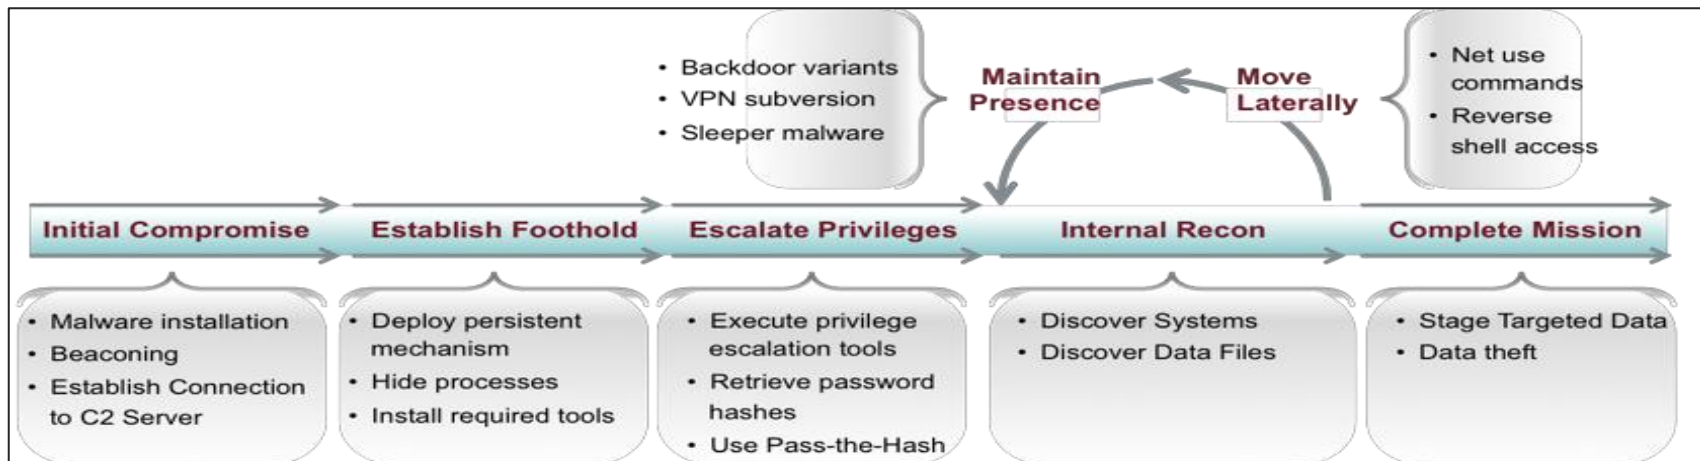 • Backdoor variants
• VPN subversion
• Sleeper malware
Maintain
Presence
Move
Laterally
• Net use
commands
• Reverse
shell access
Initial Compromise
Establish Foothold
Escalate Privileges
Internal Recon
Complete Mission
• Malware installation
• Beaconing
• Establish Connection
to C2 Server
• Deploy persistent
mechanism
• Hide processes
• Install required tools
• Execute privilege
escalation tools
• Retrieve password
hashes
• Use Pass-the-Hash
• Discover Systems
• Discover Data Files
• Stage Targeted Data
• Data theft